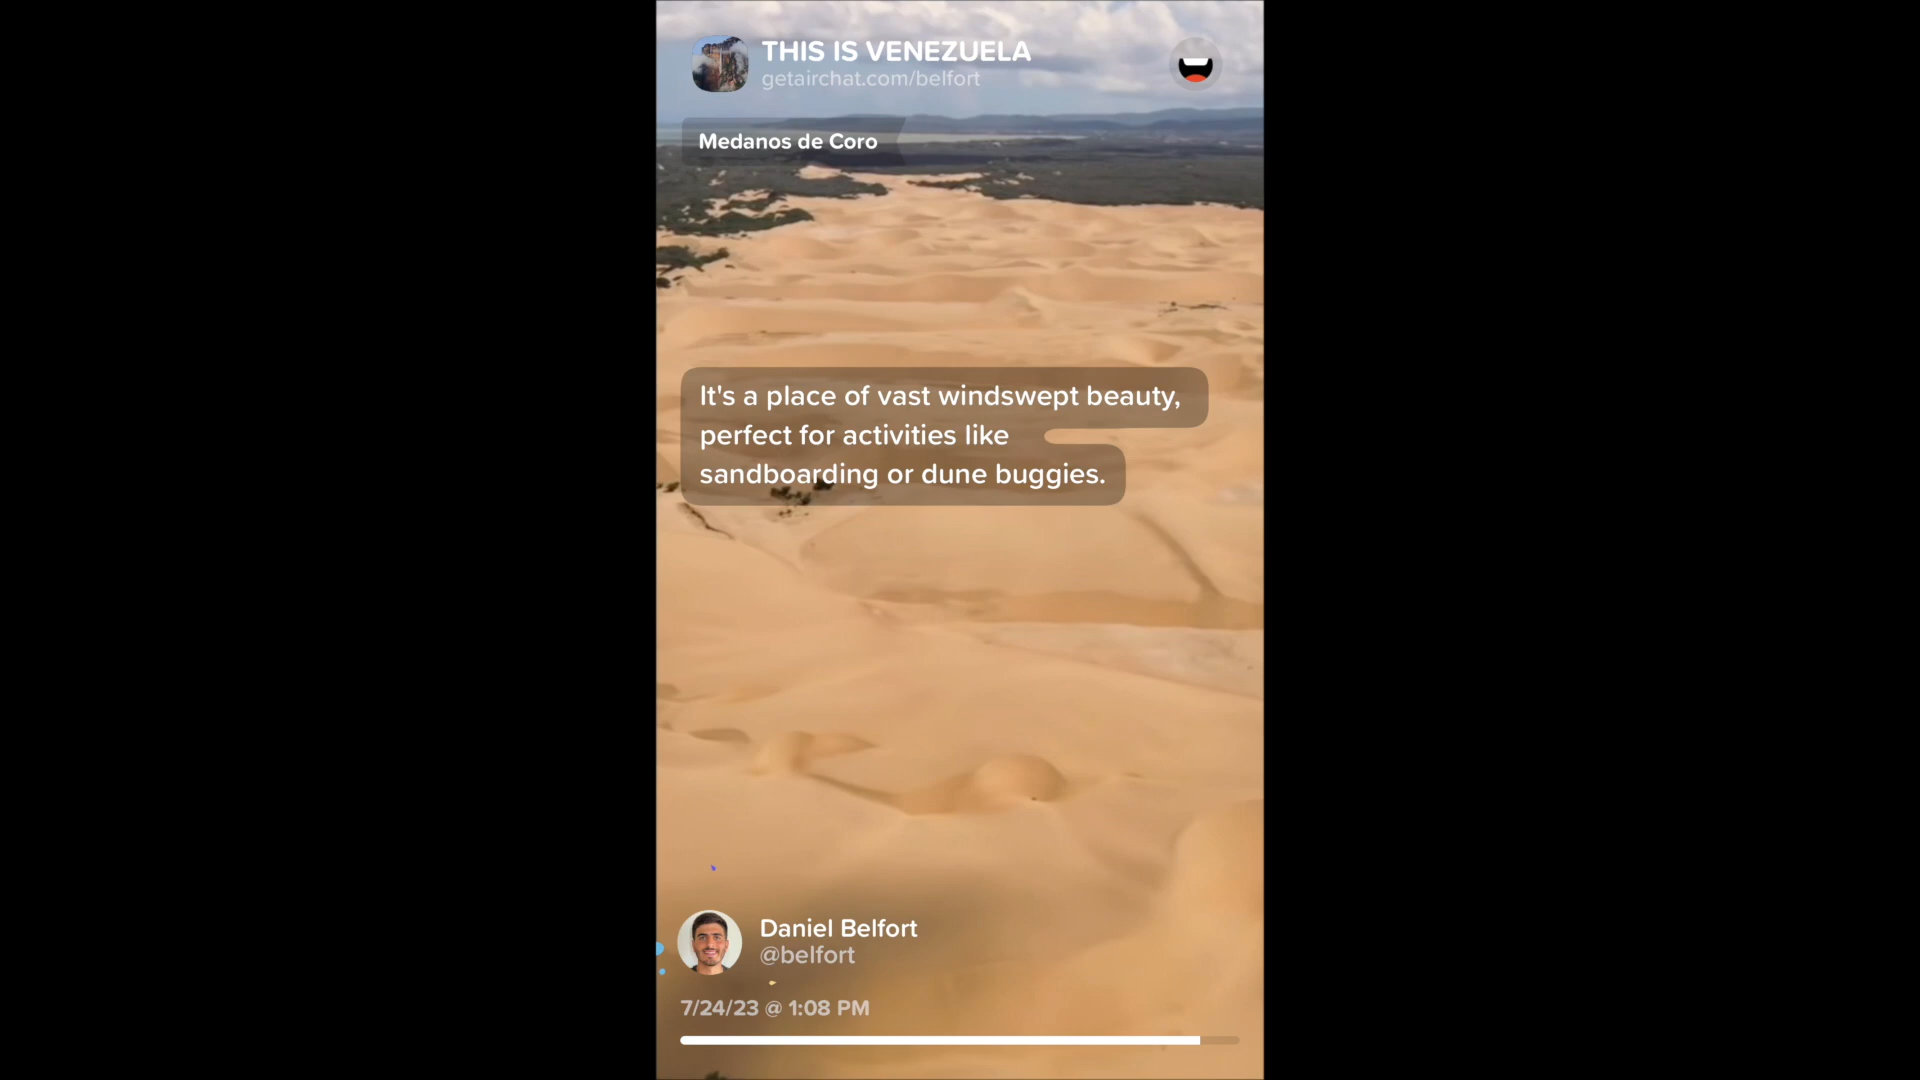 THIS IS VENEZUELA
getairchat.com/belfort
Medanos de Coro
It's a place of vast windswept beauty,
perfect for activities like
sandboarding or dune buggies.
Daniel Belfort
@belfort
7/24/23 @ 1:08 PM